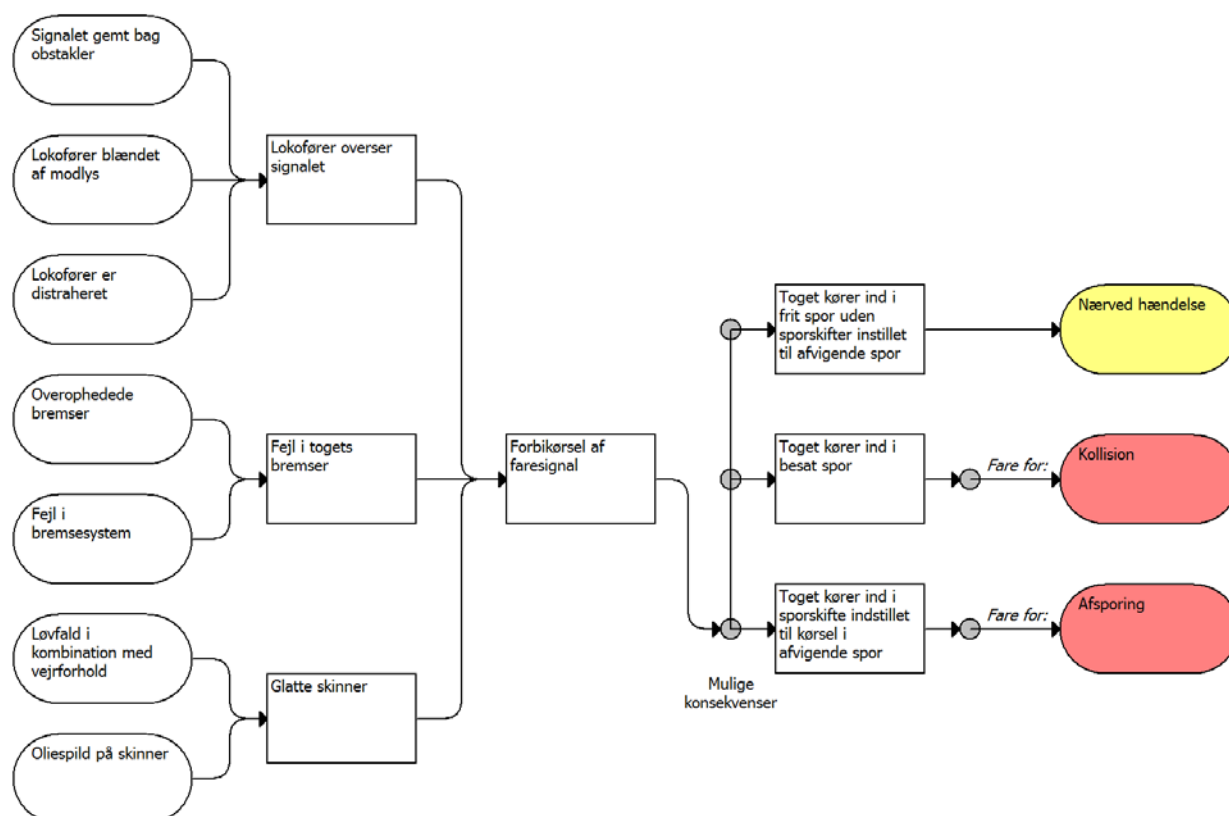 Signalet gemt bag
obstakler
Lokofører blændet
af modlys
Lokofører er
distraheret
Overophedede
bremser
Fejl i
bremsesystem
Løvfald i
kombination med
vejrforhold
Oliespild på skinner
Lokofører overser
signalet
Fejl i togets
bremser
Glatte skinner
Forbikørsel af
faresignal
Mulige
konsekvenser
Toget kører ind i
frit spor uden
sporskifter instillet
til afvigende spor
Nærved hændelse
Toget kører ind i
besat spor
Fare for:
Kollision
Toget kører ind i
sporskifte indstillet
til kørsel i
afvigende spor
Fare for:
Afsporing